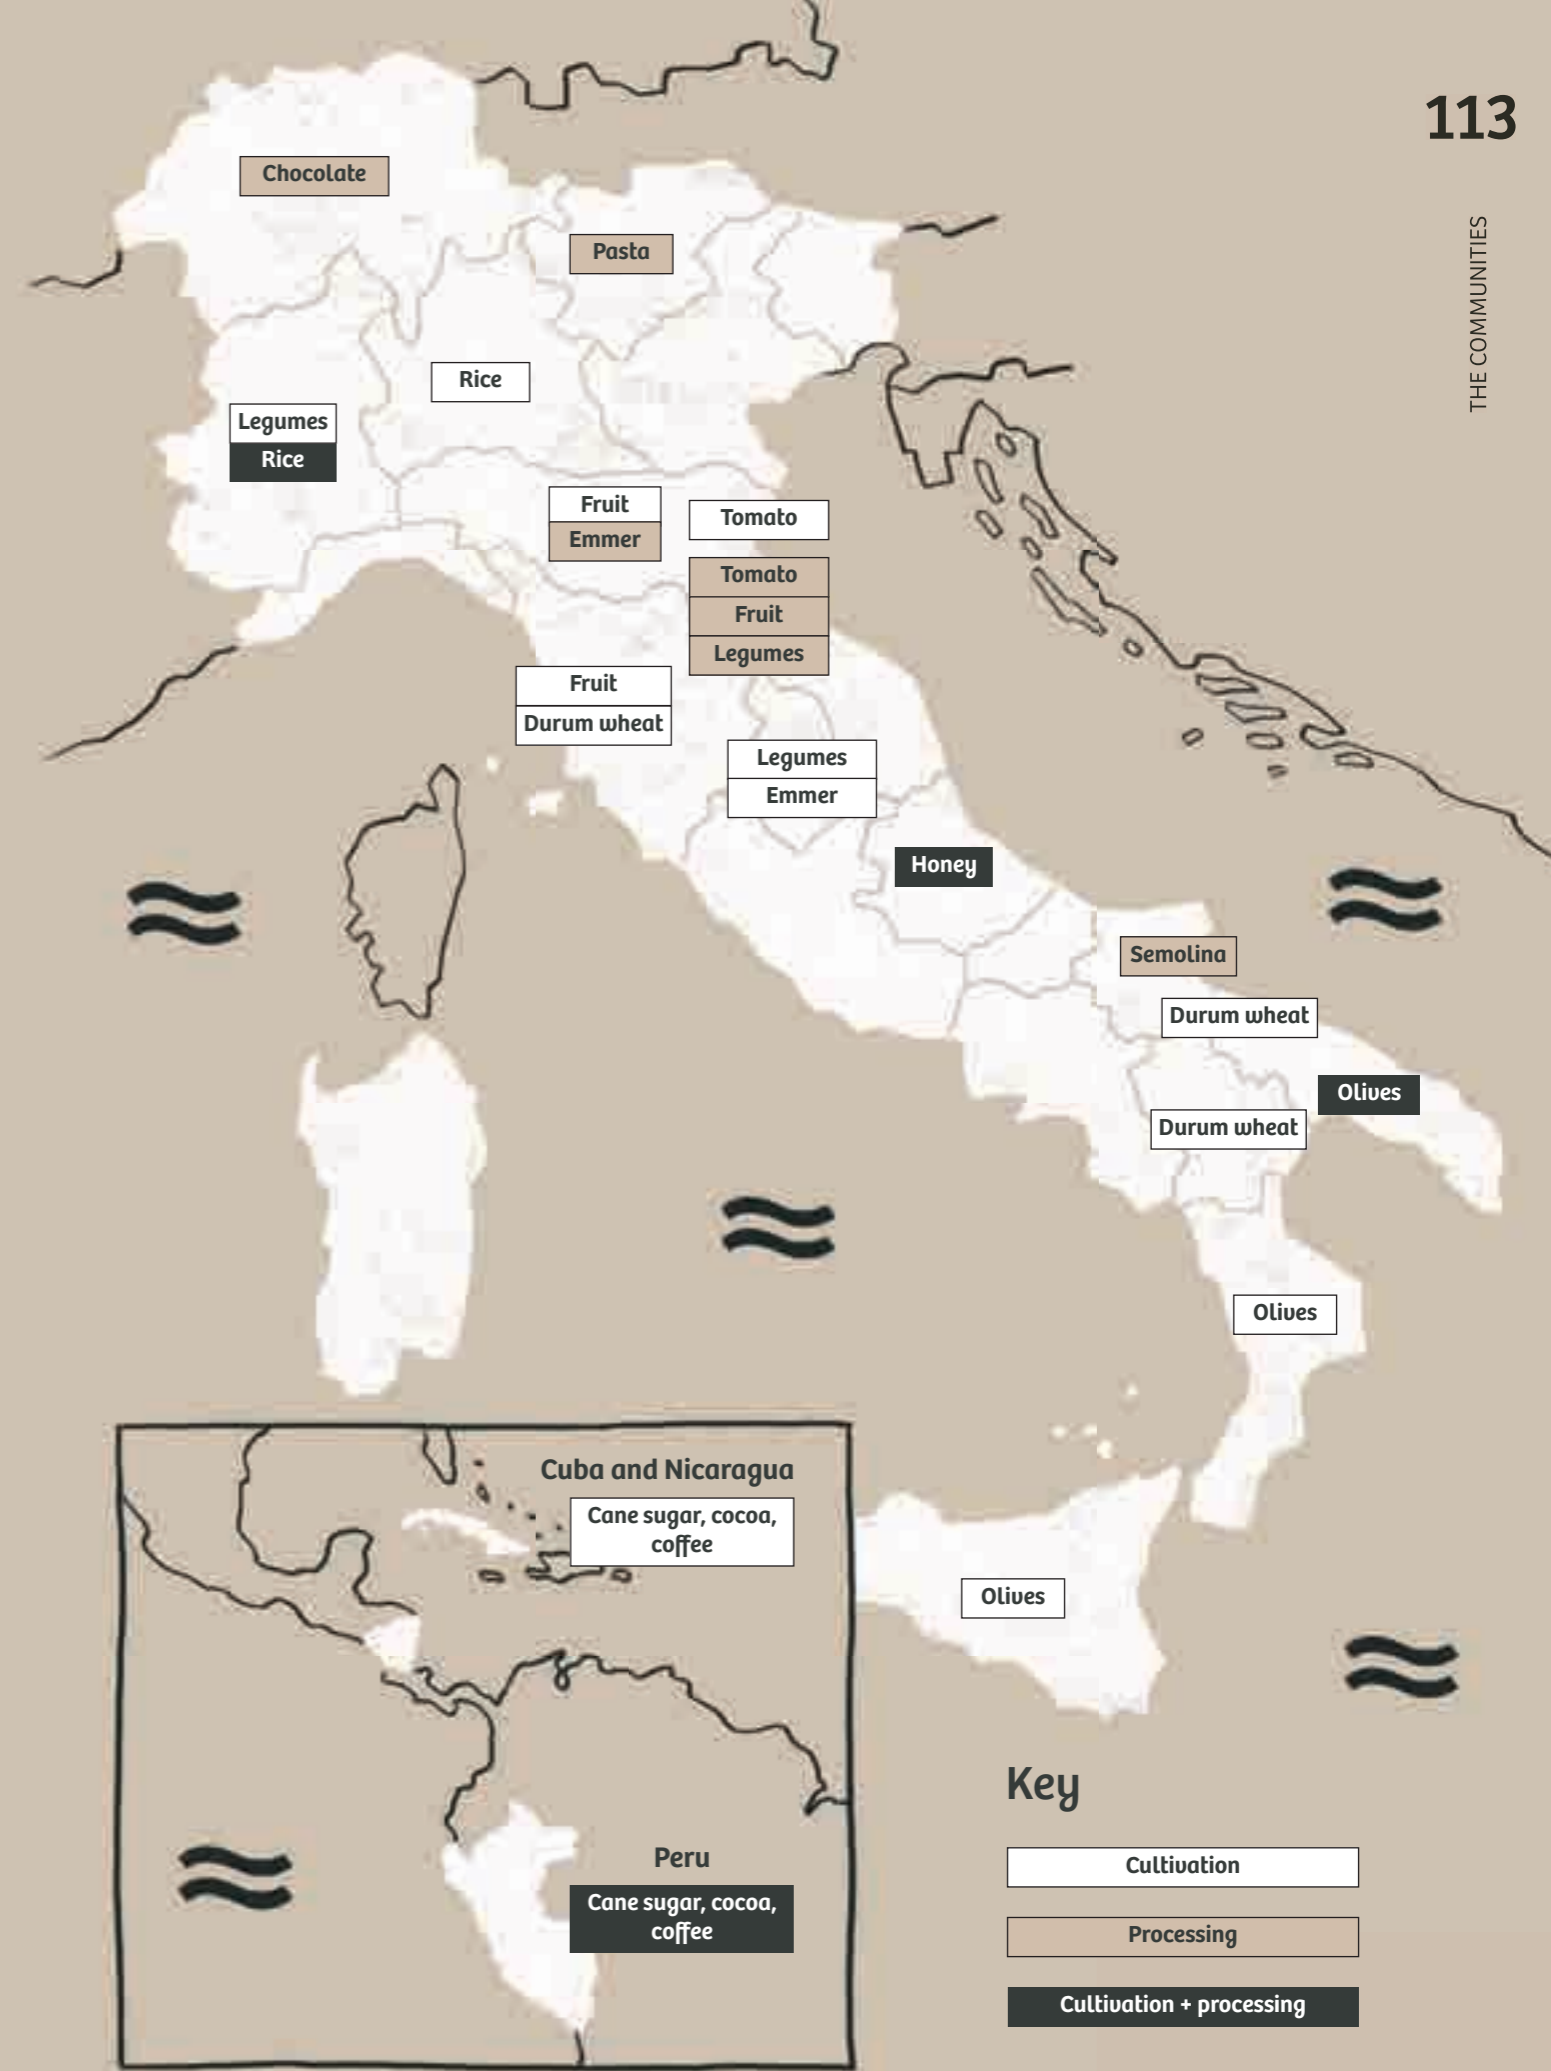 113
THE COMMUNITIES
Chocolate
Pasta
Rice
Legumes
Rice
Fruit
Emmer
Tomato
Tomato
Fruit
Legumes
Fruit
Durum wheat
Legumes
Emmer
Honey
Semolina
Durum wheat
Olives
Durum wheat
Olives
Olives
Cuba and Nicaragua
Cane sugar, cocoa,
coffee
Peru
Cane sugar, cocoa,
coffee
Key
Cultivation
Processing
Cultivation + processing